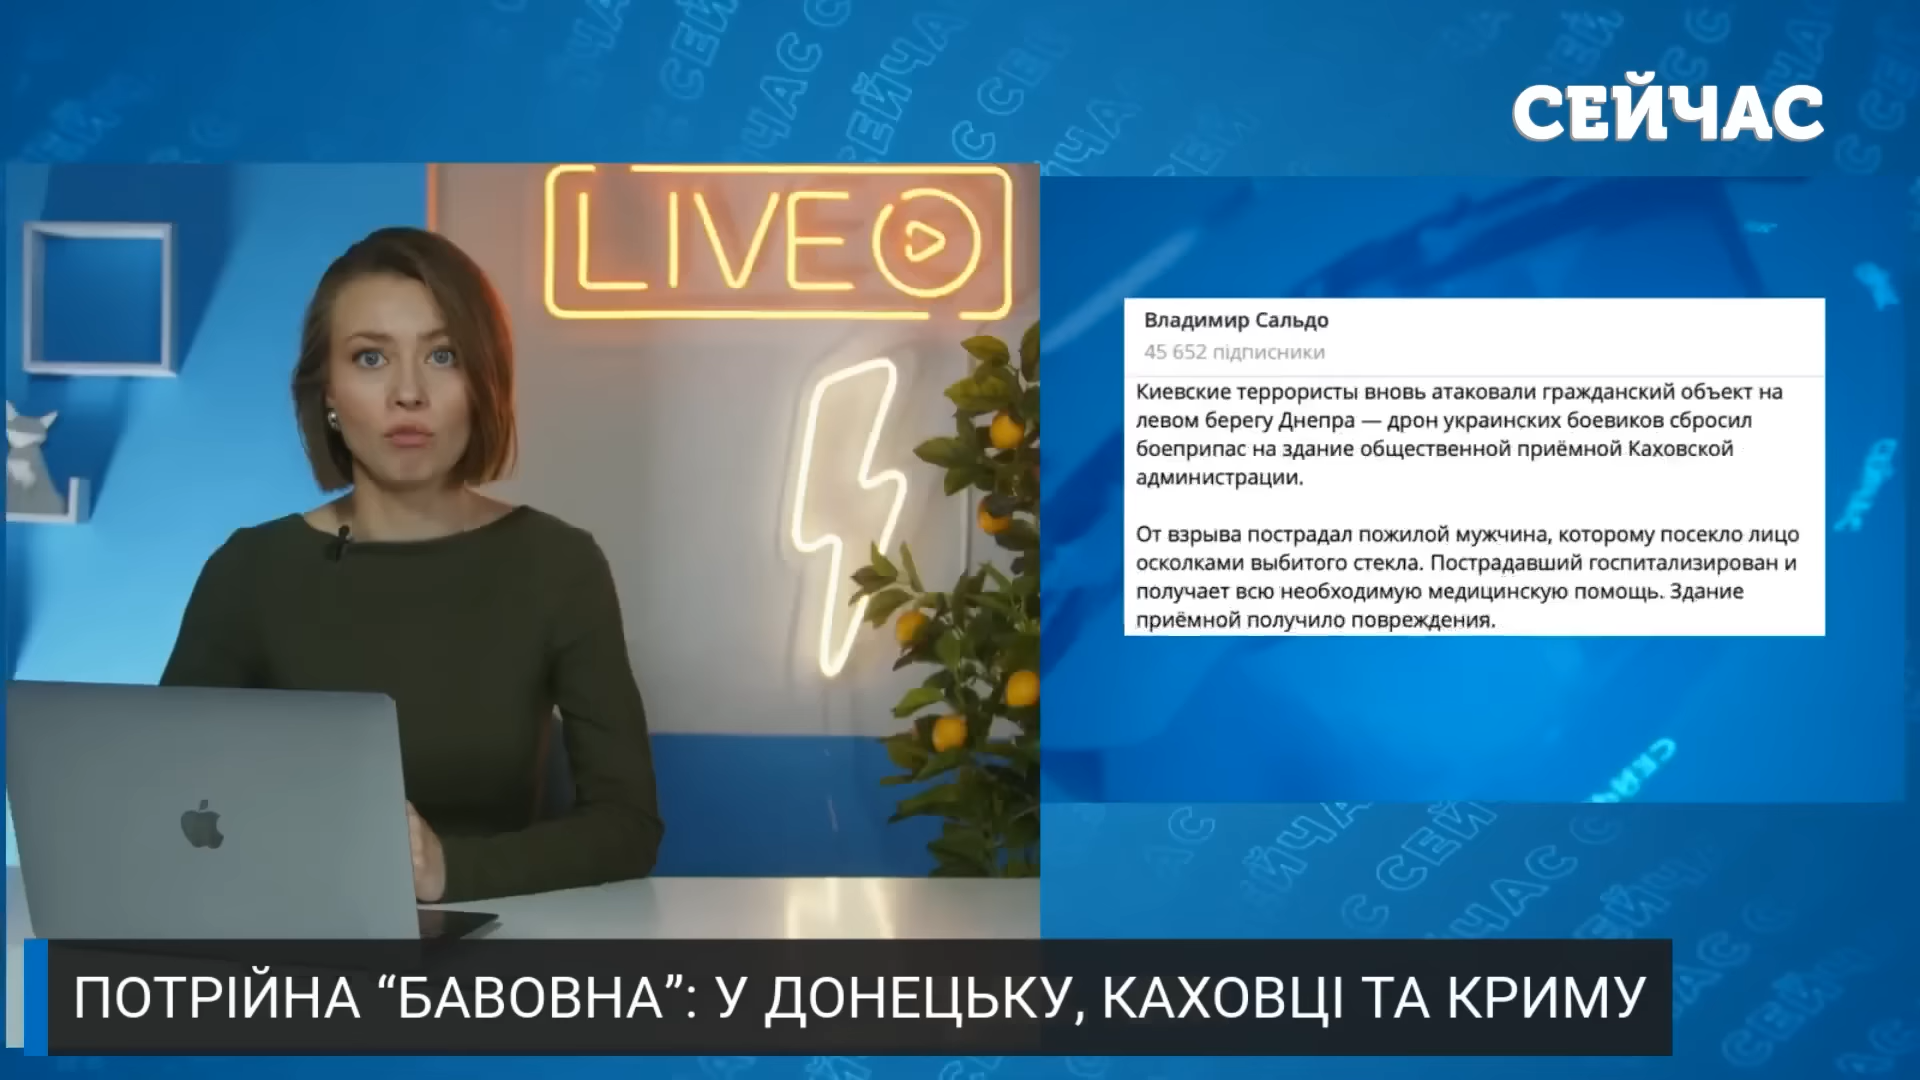 СЕЙЧАС
LIVE
Владимир Сальдо
45 652 підписники
Киевские террористы вновь атаковали гражданский объект на
левом берегу Днепра — дрон украинских боевиков сбросил
боеприпас на здание общественной приёмной Каховской
администрации.
От взрыва пострадал пожилой мужчина, которому посекло лицо
осколками выбитого стекла. Пострадавший госпитализирован и
получает всю необходимую медицинскую помощь. Здание
приёмной получило повреждения.
ПОТРІЙНА “БАВОВНА”: У ДОНЕЦЬКУ, КАХОВЦІ ТА КРИМУ